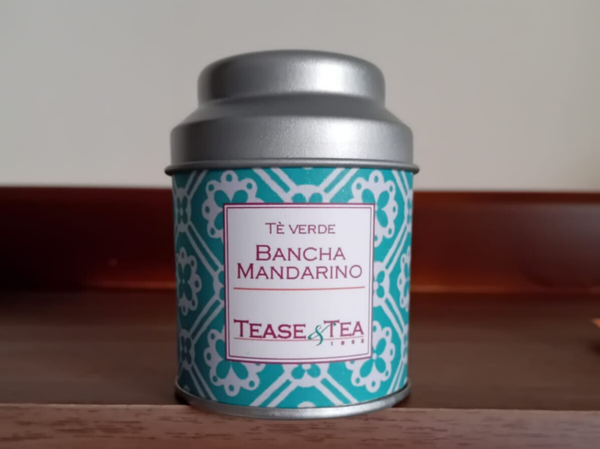 TÈ VERDE
BANCHA
MANDARINO
TEASE&TEA